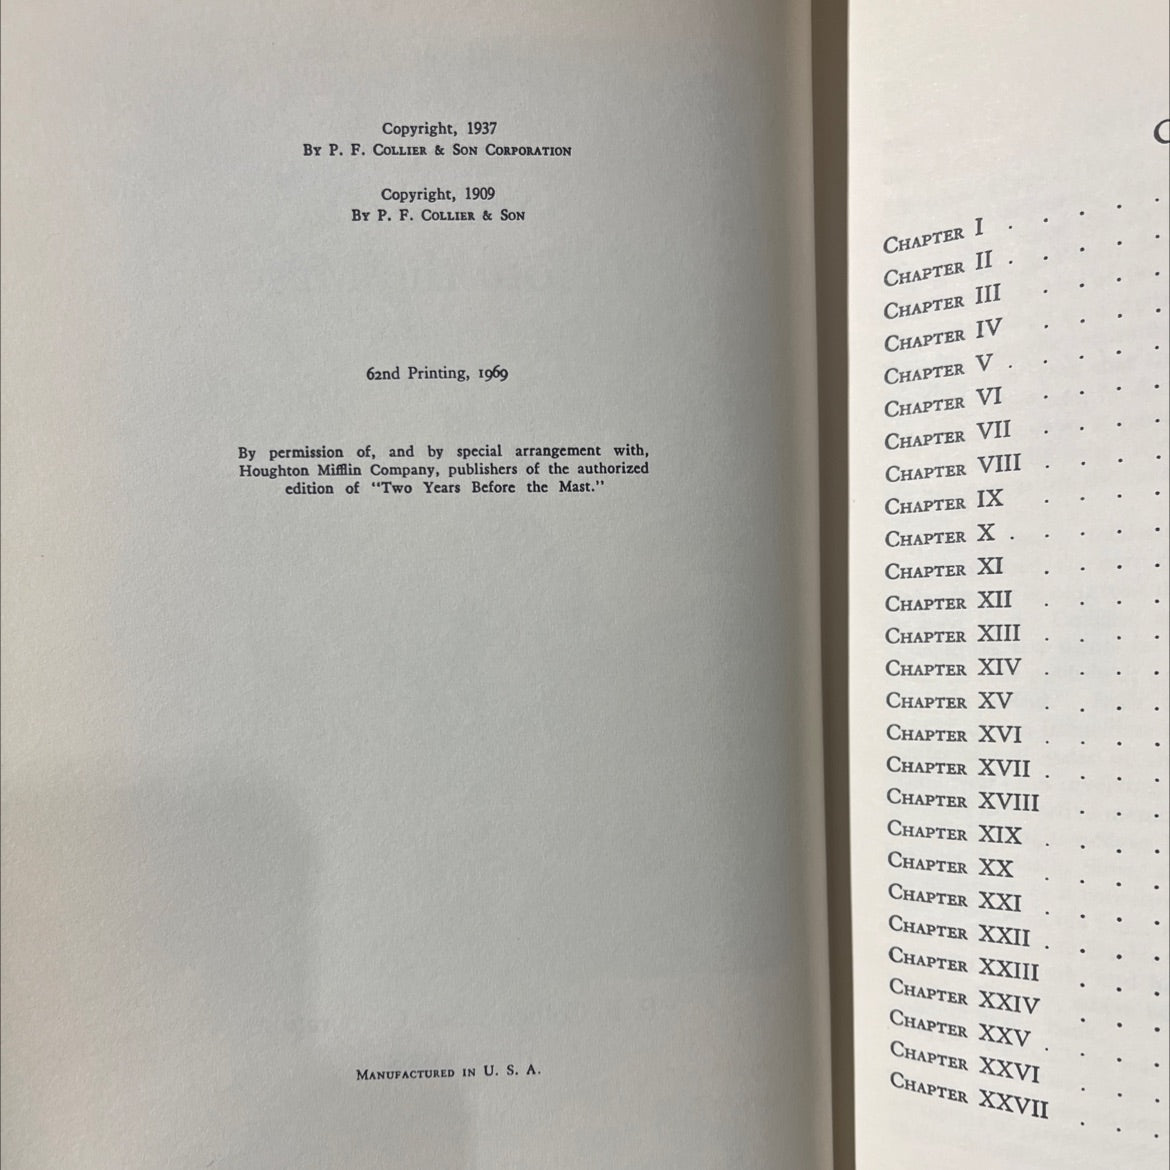 Copyright, 1937
By P. F. Collier & Son Corporation
Copyright, 1909
By P. F. Collier & Son
62nd Printing, 1969
By permission of, and by special arrangement with,
Houghton Mifflin Company, publishers of the authorized
edition of “Two Years Before the Mast.”
Manufactured in U. S. A.
C
Chapter I . . . . .
Chapter II . . . . .
Chapter III . . . .
Chapter IV . . . .
Chapter V . . . . .
Chapter VI . . . .
Chapter VII . . . .
Chapter VIII . . . .
Chapter IX . . . .
Chapter X . . . . .
Chapter XI . . . .
Chapter XII . . . .
Chapter XIII . . . .
Chapter XIV . . . .
Chapter XV . . . .
Chapter XVI . . . .
Chapter XVII . . . .
Chapter XVIII . . .
Chapter XIX . . . .
Chapter XX . . . .
Chapter XXI . . . .
Chapter XXII . . . .
Chapter XXIII . . .
Chapter XXIV . . .
Chapter XXV . . . .
Chapter XXVI . . .
Chapter XXVII . . .